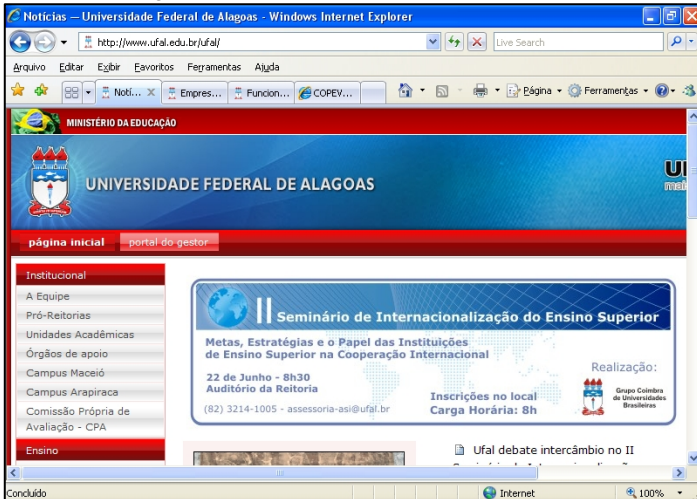 Notícias — Universidade Federal de Alagoas - Windows Internet Explorer
http://www.ufal.edu.br/ufal/
Live Search
Arquivo Editar Exibir Favoritos Ferramentas Ajuda
Notí... Empres... Funcion... COPEV... Página Ferramentas
MINISTÉRIO DA EDUCAÇÃO
UNIVERSIDADE FEDERAL DE ALAGOAS
página inicial portal do gestor
Institucional
A Equipe
Pró-Reitorias
Unidades Acadêmicas
Órgãos de apoio
Campus Maceió
Campus Arapiraca
Comissão Própria de
Avaliação - CPA
Ensino
II Seminário de Internacionalização do Ensino Superior
Metas, Estratégias e o Papel das Instituições
de Ensino Superior na Cooperação Internacional
22 de Junho - 8h30
Auditório da Reitoria
(82) 3214-1005 - assessoria-asi@ufal.br
Inscrições no local
Carga Horária: 8h
Realização:
Grupo Coimbra
de Universidades
Brasileiras
Ufal debate intercâmbio no II
Concluído Internet 100%